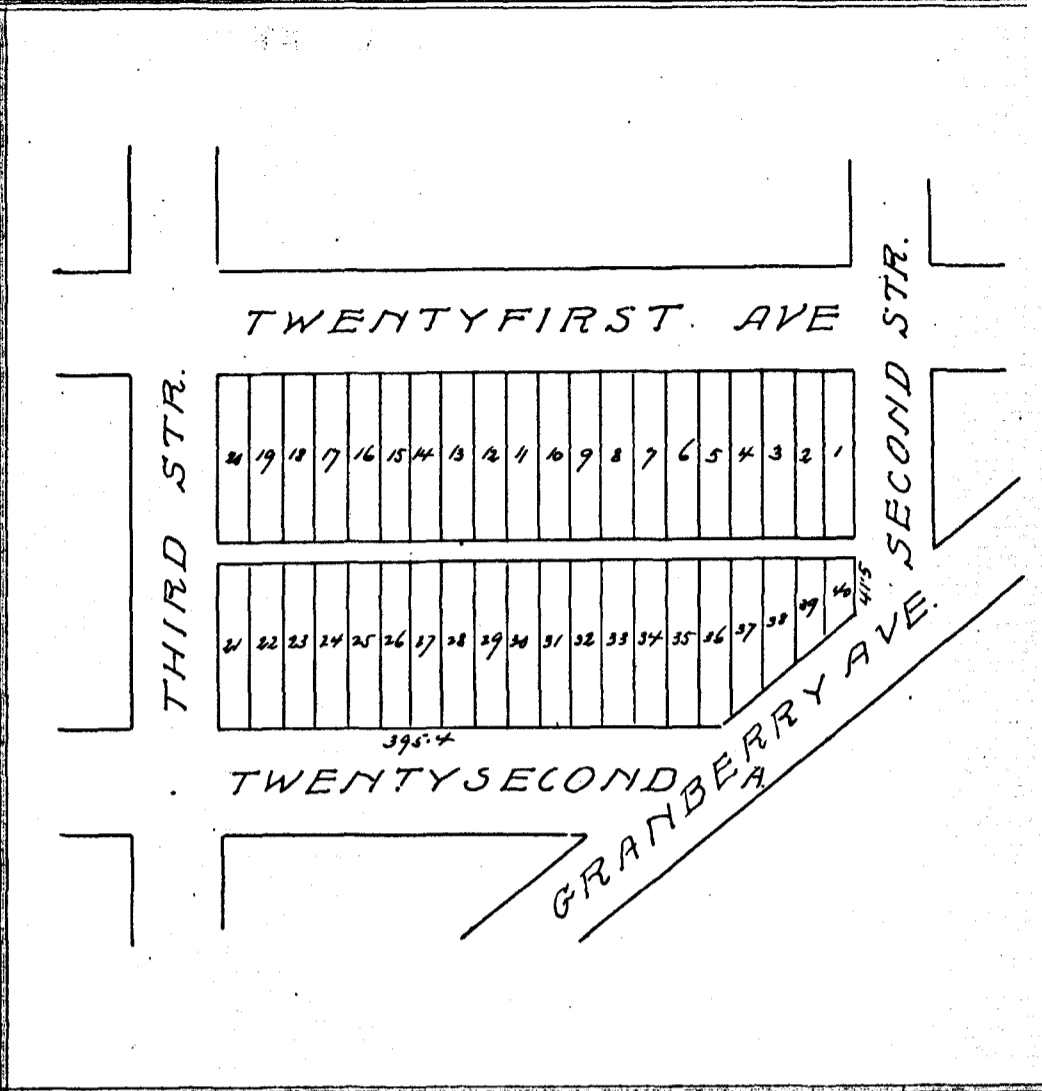 TWENTYFIRST. AVE
SECOND STR.
THIRD STR.
20 19 18 17 16 15 14 13 12 11 10 9 8 7 6 5 4 3 2 1
21 22 23 24 25 26 27 28 29 30 31 32 33 34 35 36 37 38 39 40
41.5
395.4
TWENTYSECOND A.
GRANBERRY AVE.